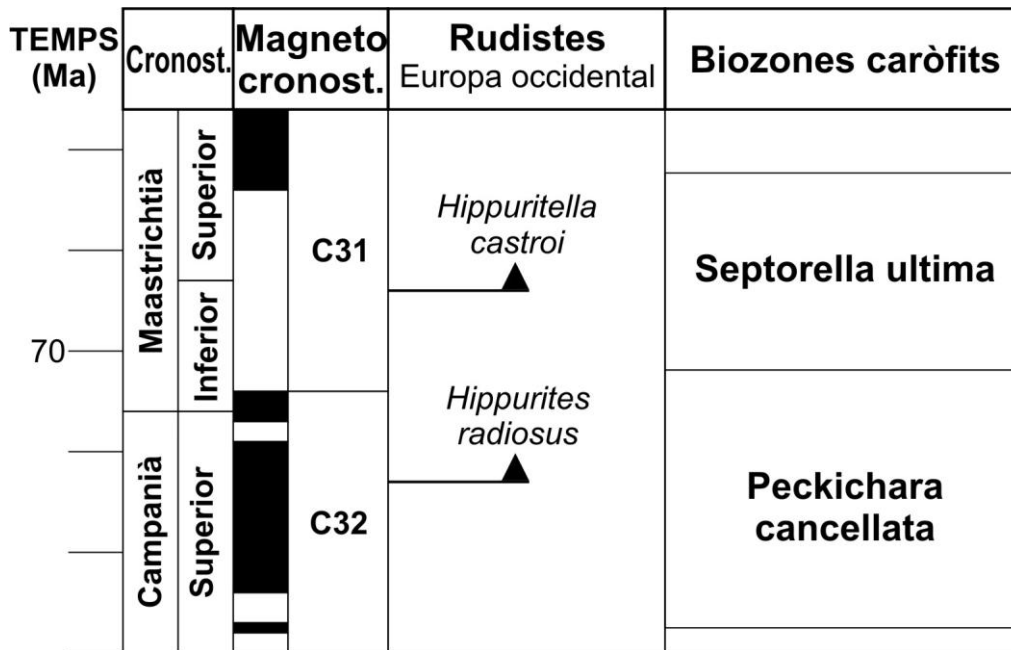 TEMPS
(Ma)
Cronost.
Magneto
cronost.
Rudistes
Europa occidental
Biozones caròfits
70
Maastrichtià
Superior
Inferior
Campanià
Superior
C31
C32
Hippuritella
castroi
Hippurites
radiosus
Septorella ultima
Peckichara
cancellata